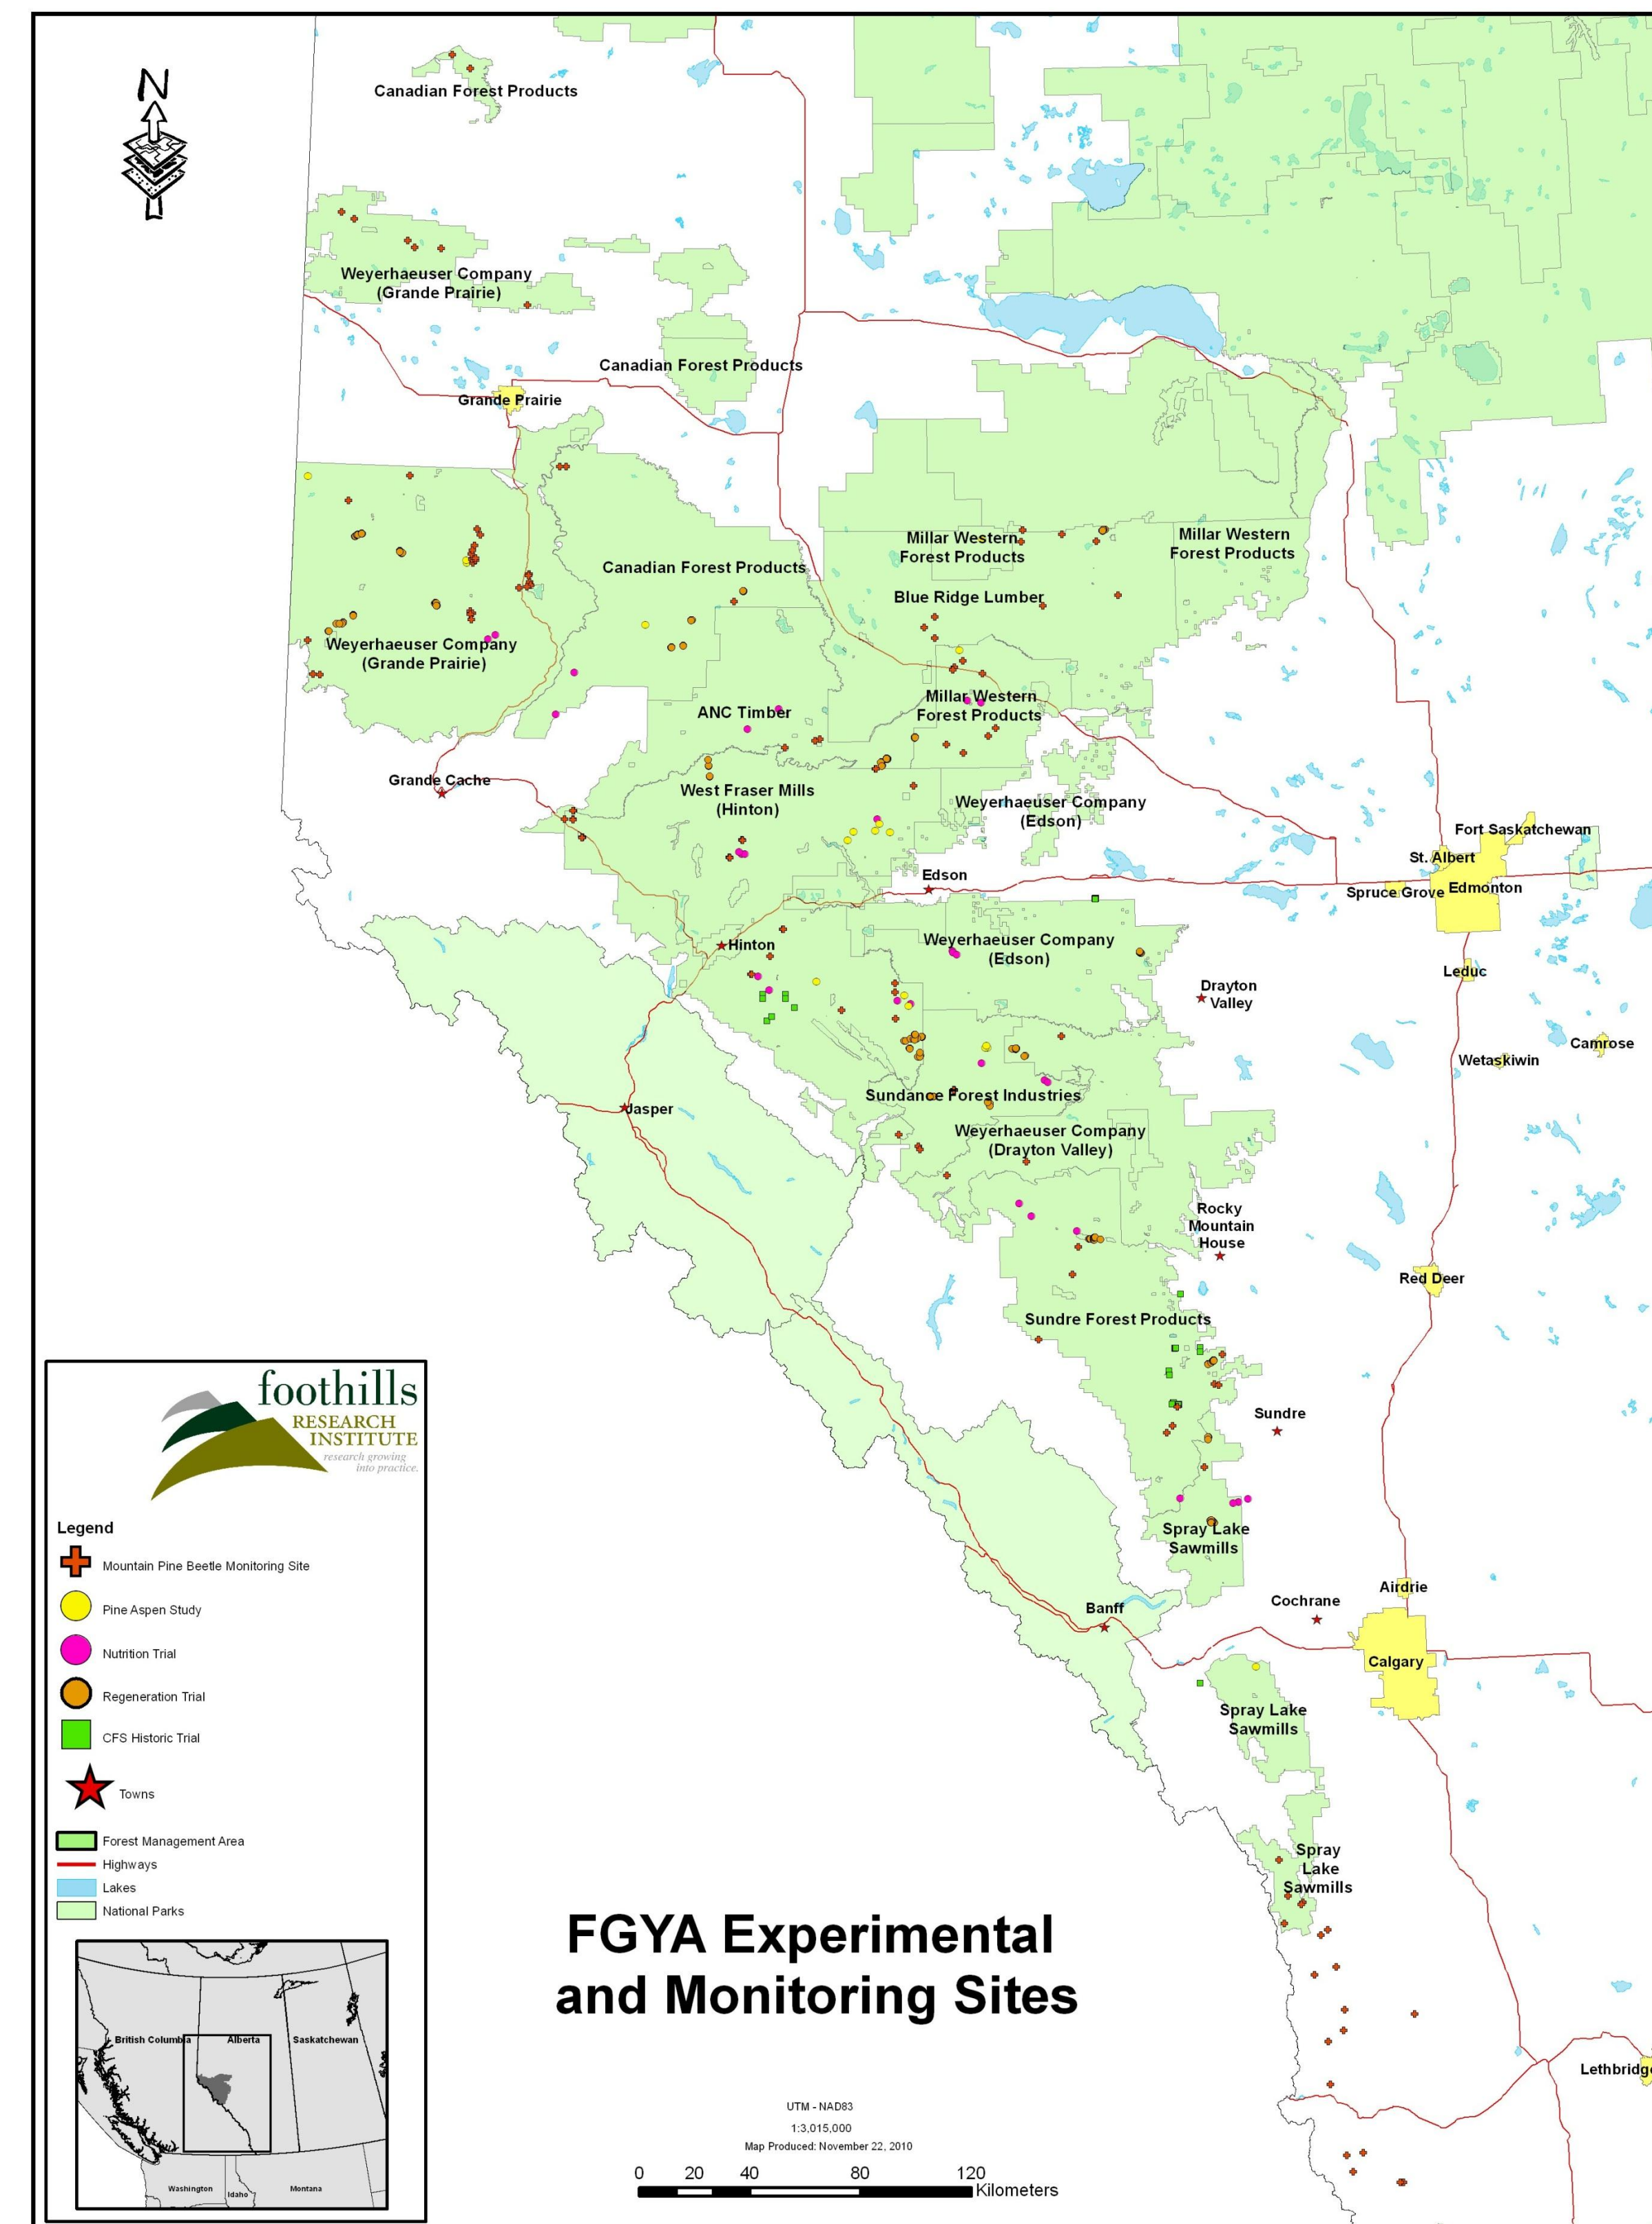 N
Canadian Forest Products
Weyerhaeuser Company
(Grande Prairie)
Canadian Forest Products
Grande Prairie
Millar Western
Forest Products
Millar Western
Forest Products
Canadian Forest Products
Blue Ridge Lumber
Weyerhaeuser Company
(Grande Prairie)
Millar Western
Forest Products
ANC Timber
Grande Cache
West Fraser Mills
(Hinton)
Weyerhaeuser Company
(Edson)
Fort Saskatchewan
St. Albert
Spruce Grove
Edmonton
Edson
Hinton
Weyerhaeuser Company
(Edson)
Leduc
Drayton
Valley
Camrose
Wetaskiwin
Sundance Forest Industries
Jasper
Weyerhaeuser Company
(Drayton Valley)
Rocky
Mountain
House
Red Deer
Sundre Forest Products
Sundre
Spray Lake
Sawmills
Airdrie
Cochrane
Banff
Calgary
Spray Lake
Sawmills
Spray
Lake
Sawmills
Lethbridg
foothills
RESEARCH
INSTITUTE
research growing
into practice.
Legend
Mountain Pine Beetle Monitoring Site
Pine Aspen Study
Nutrition Trial
Regeneration Trial
CFS Historic Trial
Towns
Forest Management Area
Highways
Lakes
National Parks
British Columbia
Alberta
Saskatchewan
Washington
Idaho
Montana
FGYA Experimental
and Monitoring Sites
UTM - NAD83
1:3,015,000
Map Produced: November 22, 2010
0 20 40 80 120
Kilometers